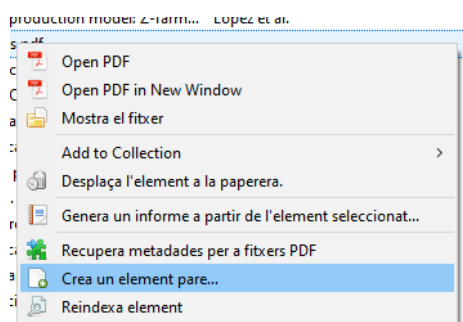 production model: Z-farm... Lopez et al.
s.pdf
Open PDF
Open PDF in New Window
Mostra el fitxer
Add to Collection >
Desplaça l'element a la paperera.
Genera un informe a partir de l'element seleccionat...
Recupera metadades per a fitxers PDF
Crea un element pare...
Reindexa element